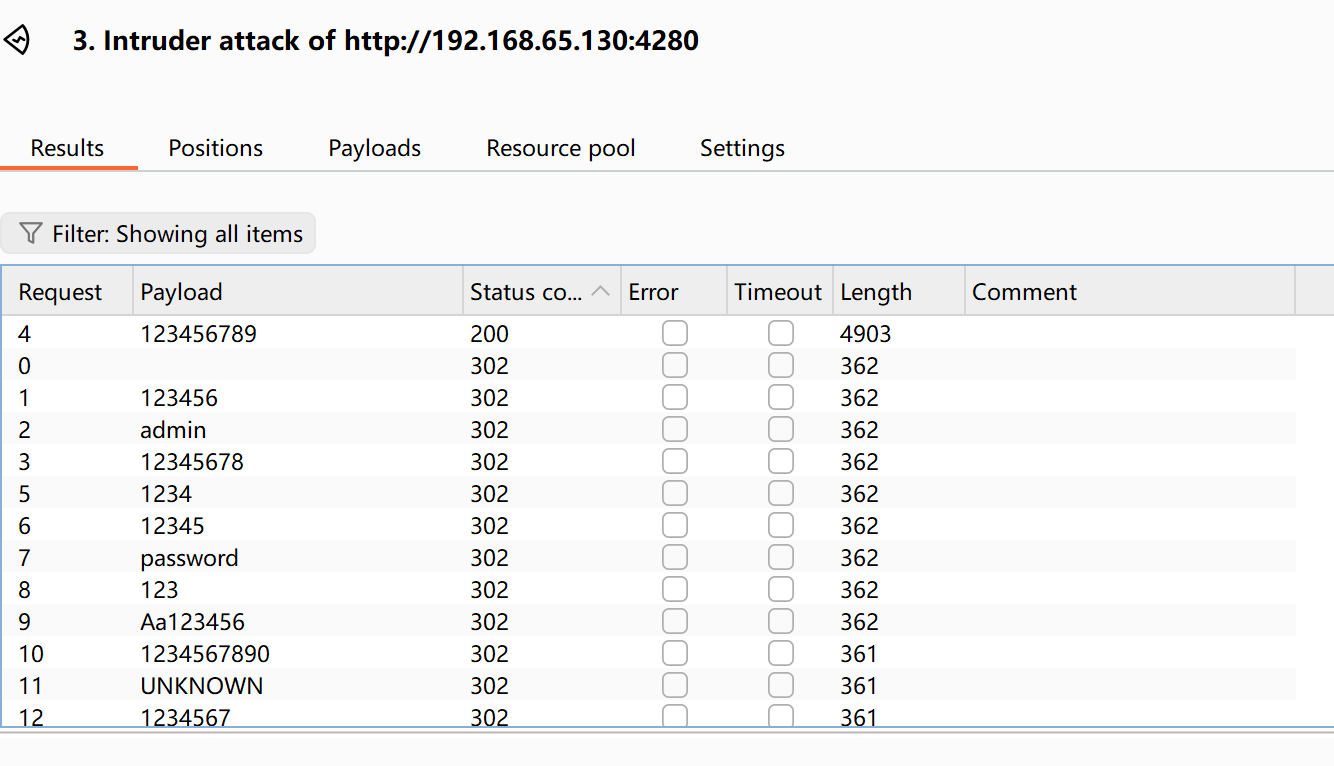 3. Intruder attack of http://192.168.65.130:4280
Results Positions Payloads Resource pool Settings
Filter: Showing all items
Request Payload Status co... Error Timeout Length Comment
4 123456789 200 4903
0 302 362
1 123456 302 362
2 admin 302 362
3 12345678 302 362
5 1234 302 362
6 12345 302 362
7 password 302 362
8 123 302 362
9 Aa123456 302 362
10 1234567890 302 361
11 UNKNOWN 302 361
12 1234567 302 361